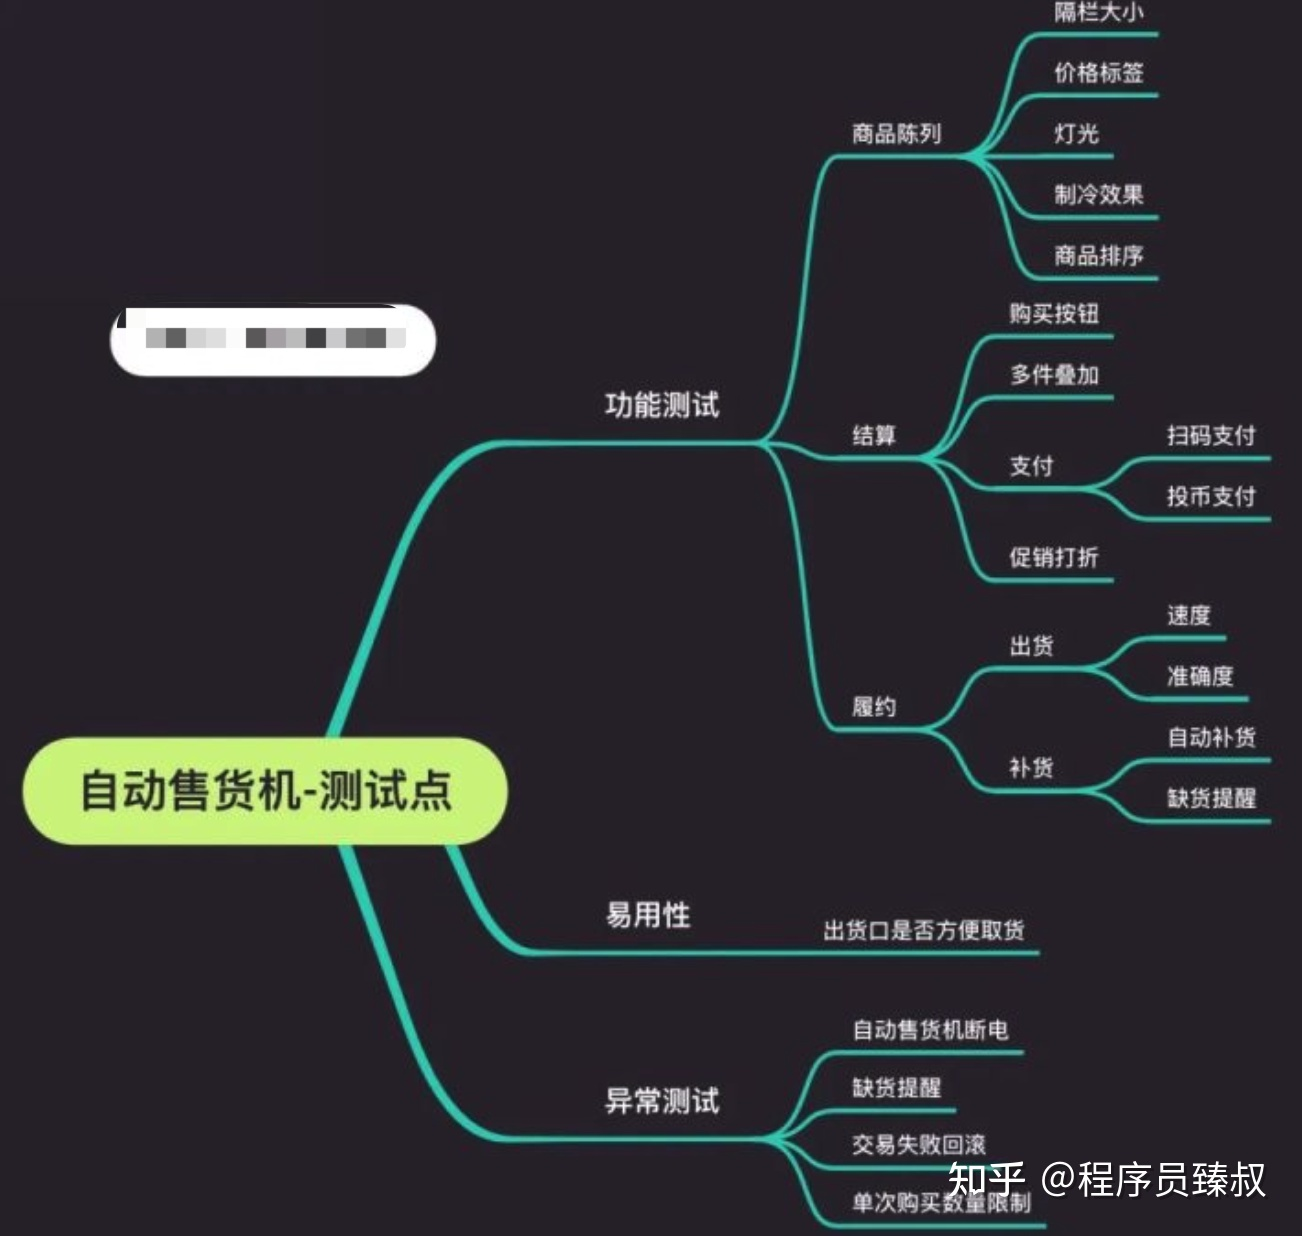 隔栏大小
价格标签
商品陈列
灯光
制冷效果
商品排序
购买按钮
多件叠加
功能测试
结算
扫码支付
支付
投币支付
促销打折
速度
出货
准确度
履约
自动补货
补货
缺货提醒
自动售货机-测试点
易用性
出货口是否方便取货
自动售货机断电
缺货提醒
异常测试
交易失败回滚
单次购买数量限制
知乎 @程序员臻叔